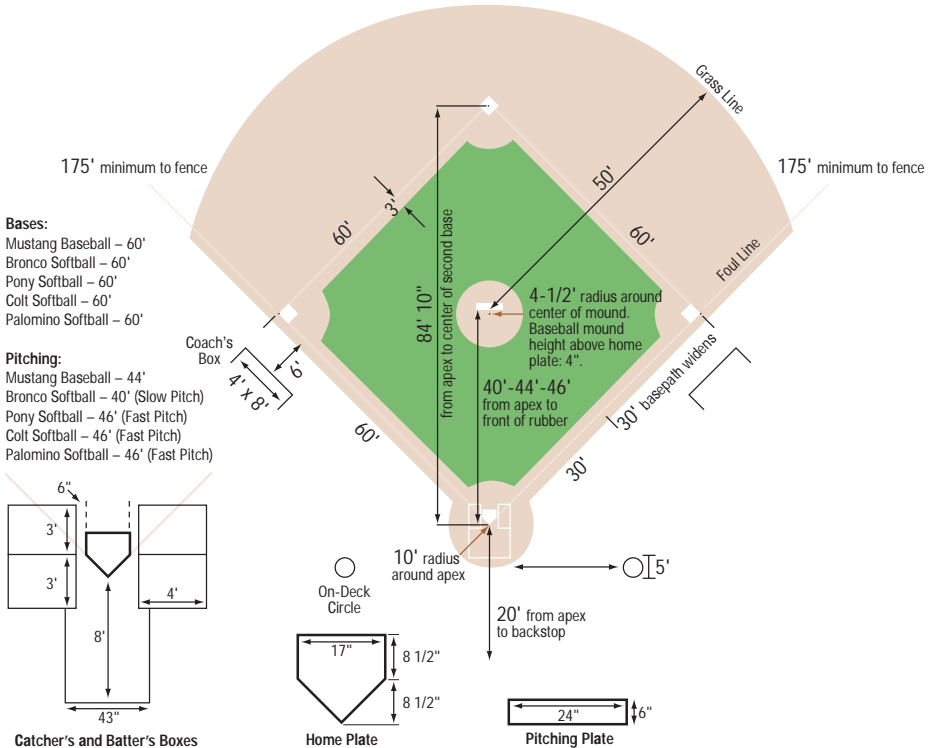 Grass Line
175' minimum to fence
175' minimum to fence
50'
3'
60'
60'
Foul Line
Bases:
Mustang Baseball – 60'
Bronco Softball – 60'
Pony Softball – 60'
Colt Softball – 60'
Palomino Softball – 60'
84' 10"
from apex to center of second base
4-1/2' radius around
center of mound.
Baseball mound
height above home
plate: 4".
Coach's
Box
6'
4' x 8'
Pitching:
Mustang Baseball – 44'
Bronco Softball – 40' (Slow Pitch)
Pony Softball – 46' (Fast Pitch)
Colt Softball – 46' (Fast Pitch)
Palomino Softball – 46' (Fast Pitch)
40'-44'-46'
from apex to
front of rubber
30' basepath widens
60'
30'
6"
3'
3'
4'
8'
43"
Catcher's and Batter's Boxes
10' radius
around apex
On-Deck
Circle
5'
20' from apex
to backstop
17"
8 1/2"
8 1/2"
Home Plate
24"
6"
Pitching Plate